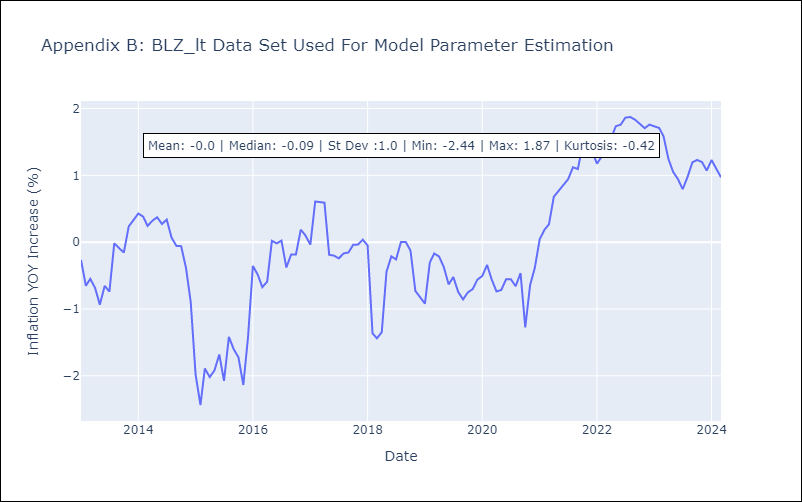 Appendix B: BLZ_lt Data Set Used For Model Parameter Estimation
2
Mean: -0.0 | Median: -0.09 | St Dev :1.0 | Min: -2.44 | Max: 1.87 | Kurtosis: -0.42
1
0
−1
−2
Inflation YOY Increase (%)
2014 2016 2018 2020 2022 2024
Date